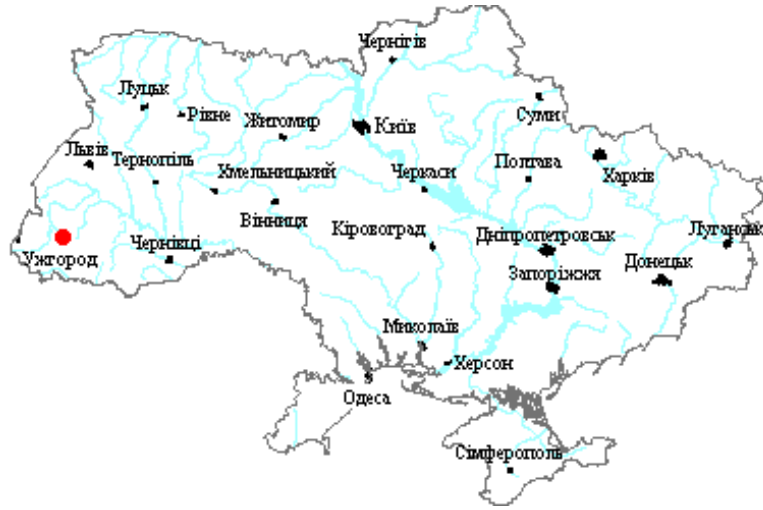 Чернігів
Луцьк
Рівне
Житомир
Київ
Суми
Львів
Тернопіль
Хмельницький
Черкаси
Полтава
Харків
Вінниця
Кіровоград
Дніпропетровськ
Луганськ
Ужгород
Чернівці
Запоріжжя
Донецьк
Миколаїв
Херсон
Одеса
Сімферополь